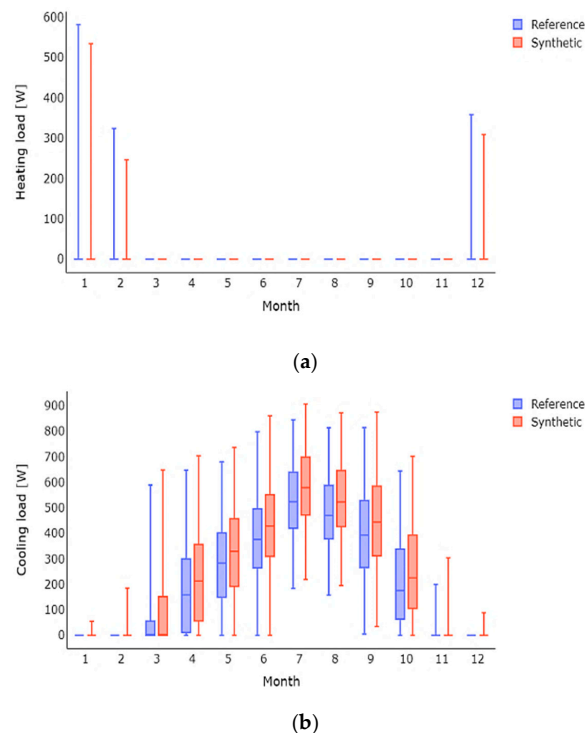 600
500
400
300
200
100
0
Heating load [W]
1 2 3 4 5 6 7 8 9 10 11 12
Month
Reference
Synthetic
(a)
900
800
700
600
500
400
300
200
100
0
Cooling load [W]
1 2 3 4 5 6 7 8 9 10 11 12
Month
Reference
Synthetic
(b)